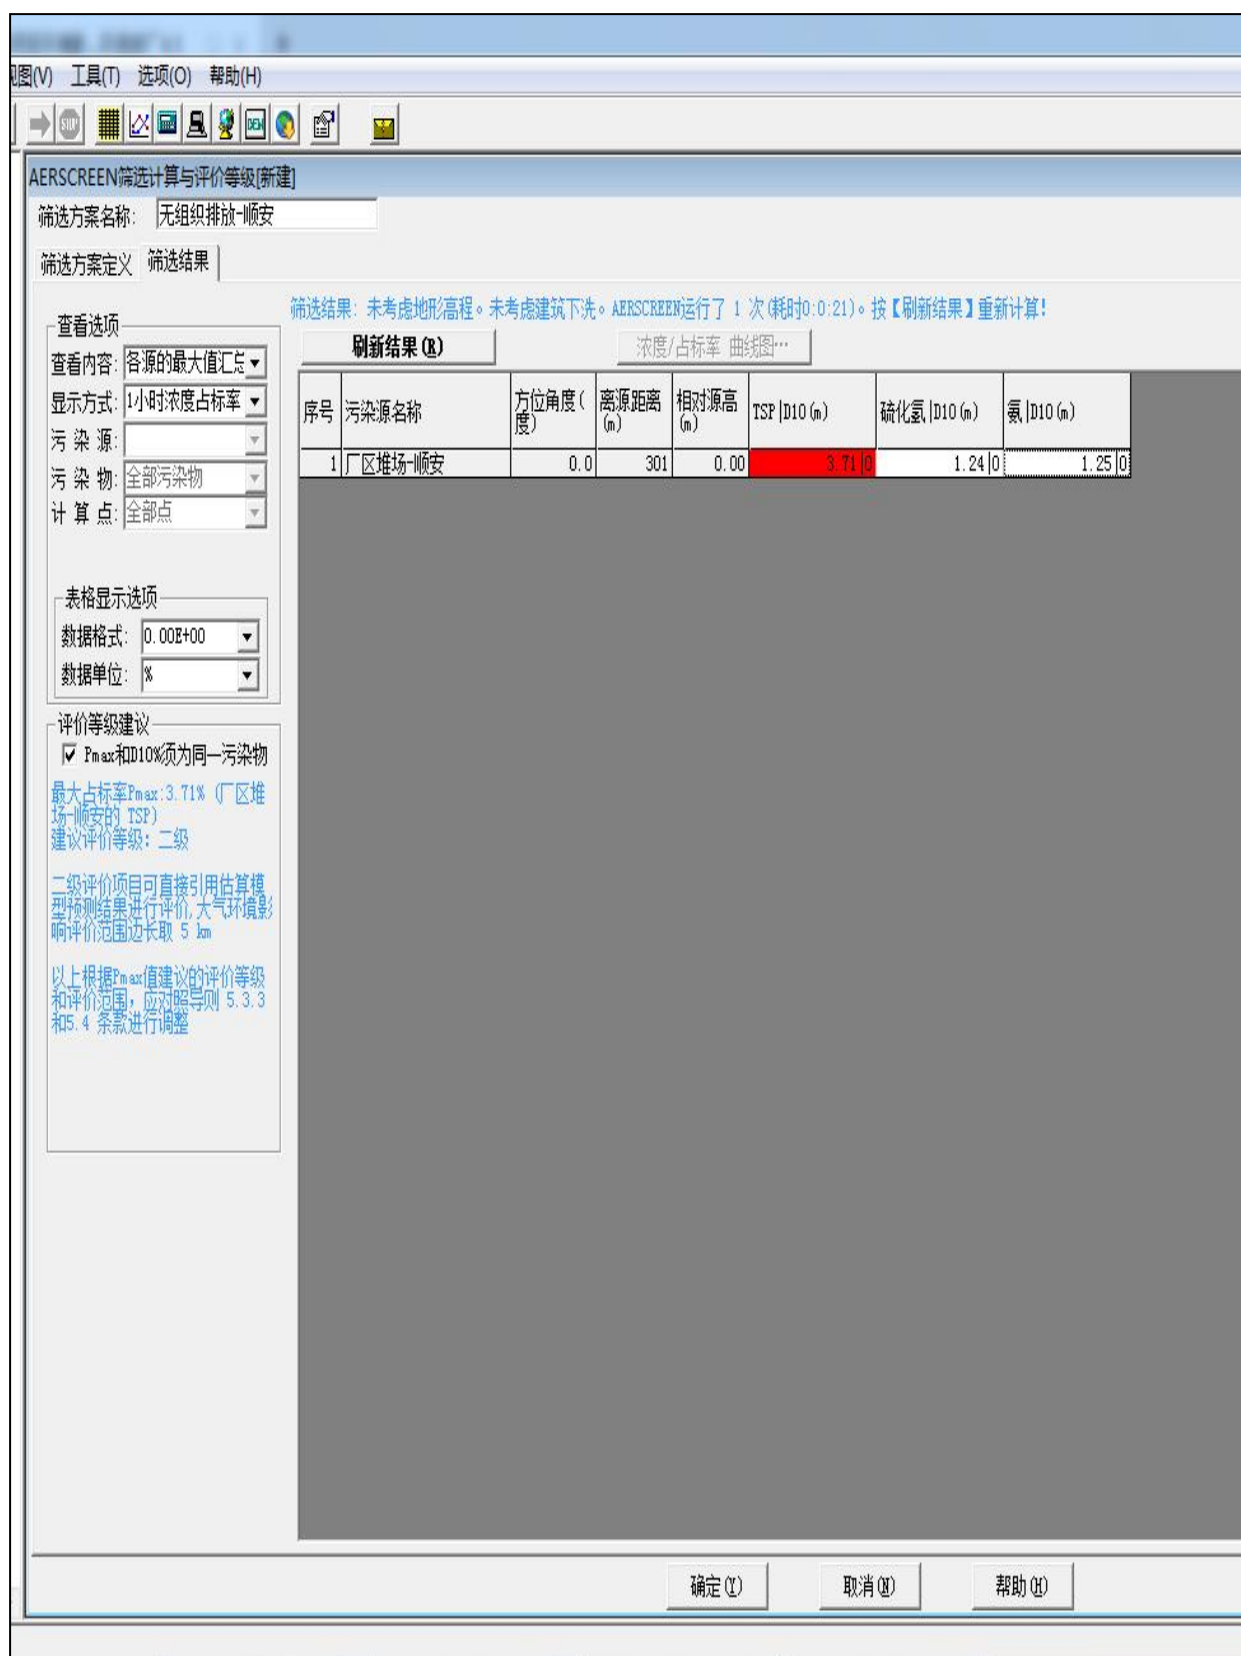 图(V) 工具(T) 选项(O) 帮助(H)
STOP DEM
AERSCREEN筛选计算与评价等级[新建]
筛选方案名称: 无组织排放-顺安
筛选方案定义 筛选结果
筛选结果: 未考虑地形高程。未考虑建筑下洗。AERSCREEN运行了 1 次(耗时0:0:21)。按【刷新结果】重新计算!
刷新结果(R) 浓度/占标率 曲线图…
查看选项
查看内容: 各源的最大值汇总
显示方式: 1小时浓度占标率
污 染 源:
污 染 物: 全部污染物
计 算 点: 全部点
序号 污染源名称 方位角度(度) 离源距离(m) 相对源高(m) TSP|D10(m) 硫化氢|D10(m) 氨|D10(m)
1 厂区堆场-顺安 0.0 301 0.00 3.71|0 1.24|0 1.25|0
表格显示选项
数据格式: 0.00E+00
数据单位: %
评价等级建议
Pmax和D10%须为同一污染物
最大占标率Pmax:3.71% (厂区堆
场-顺安的 TSP)
建议评价等级: 二级
二级评价项目可直接引用估算模
型预测结果进行评价,大气环境影
响评价范围边长取 5 km
以上根据Pmax值建议的评价等级
和评价范围,应对照导则 5.3.3
和5.4 条款进行调整
确定(Y) 取消(N) 帮助(H)